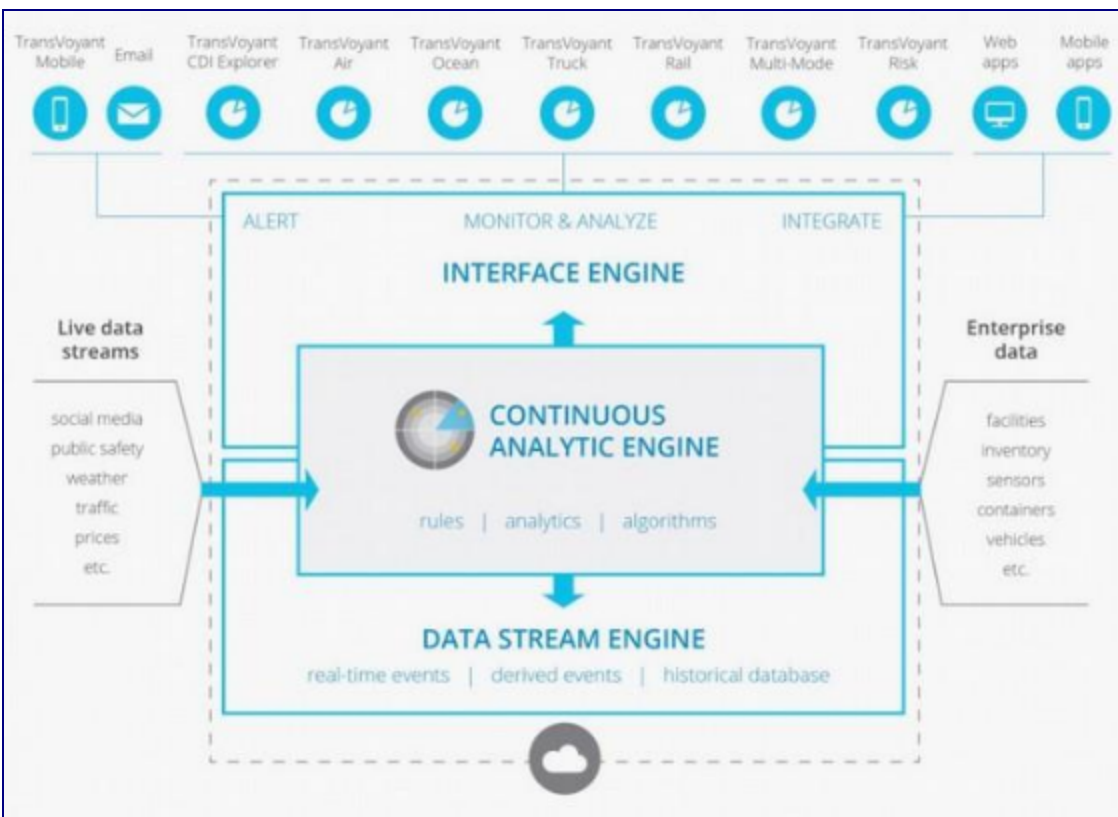 TransVoyant
Mobile
Email
TransVoyant
CDI Explorer
TransVoyant
Air
TransVoyant
Ocean
TransVoyant
Truck
TransVoyant
Rail
TransVoyant
Multi-Mode
TransVoyant
Risk
Web
apps
Mobile
apps
ALERT
MONITOR & ANALYZE
INTEGRATE
INTERFACE ENGINE
Live data
streams
social media
public safety
weather
traffic
prices
etc.
CONTINUOUS
ANALYTIC ENGINE
rules | analytics | algorithms
Enterprise
data
facilities
inventory
sensors
containers
vehicles
etc.
DATA STREAM ENGINE
real-time events | derived events | historical database